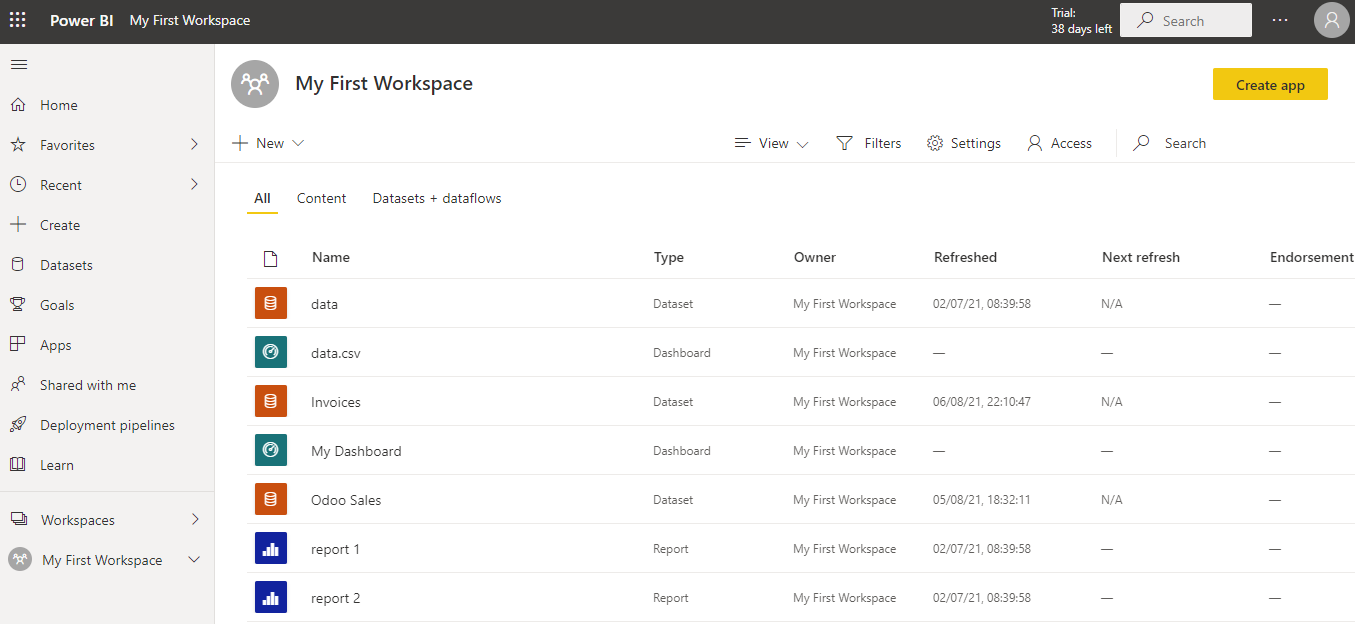 Power BI My First Workspace
Trial:
38 days left
Search
Home
Favorites
Recent
Create
Datasets
Goals
Apps
Shared with me
Deployment pipelines
Learn
Workspaces
My First Workspace
My First Workspace
Create app
New
View
Filters
Settings
Access
Search
All Content Datasets + dataflows
Name Type Owner Refreshed Next refresh Endorsement
data Dataset My First Workspace 02/07/21, 08:39:58 N/A —
data.csv Dashboard My First Workspace — — —
Invoices Dataset My First Workspace 06/08/21, 22:10:47 N/A —
My Dashboard Dashboard My First Workspace — — —
Odoo Sales Dataset My First Workspace 05/08/21, 18:32:11 N/A —
report 1 Report My First Workspace 02/07/21, 08:39:58 — —
report 2 Report My First Workspace 02/07/21, 08:39:58 — —